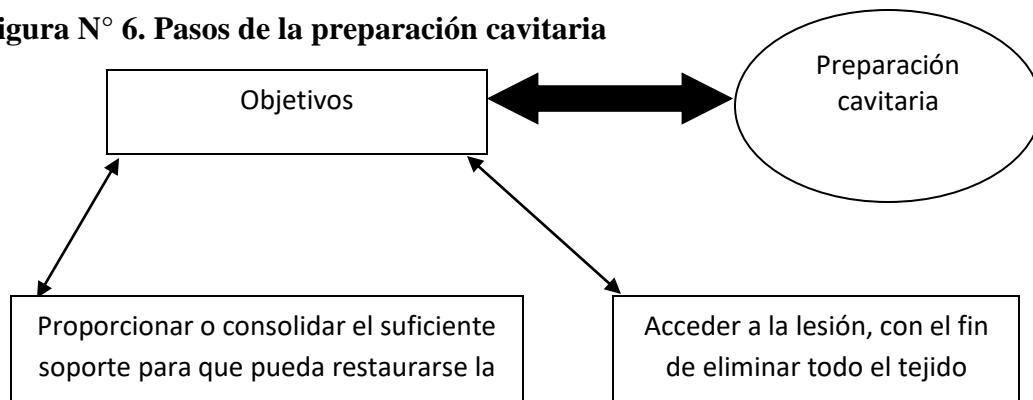 igura N° 6. Pasos de la preparación cavitaria
Objetivos
Preparación
cavitaria
Proporcionar o consolidar el suficiente
soporte para que pueda restaurarse la
Acceder a la lesión, con el fin
de eliminar todo el tejido